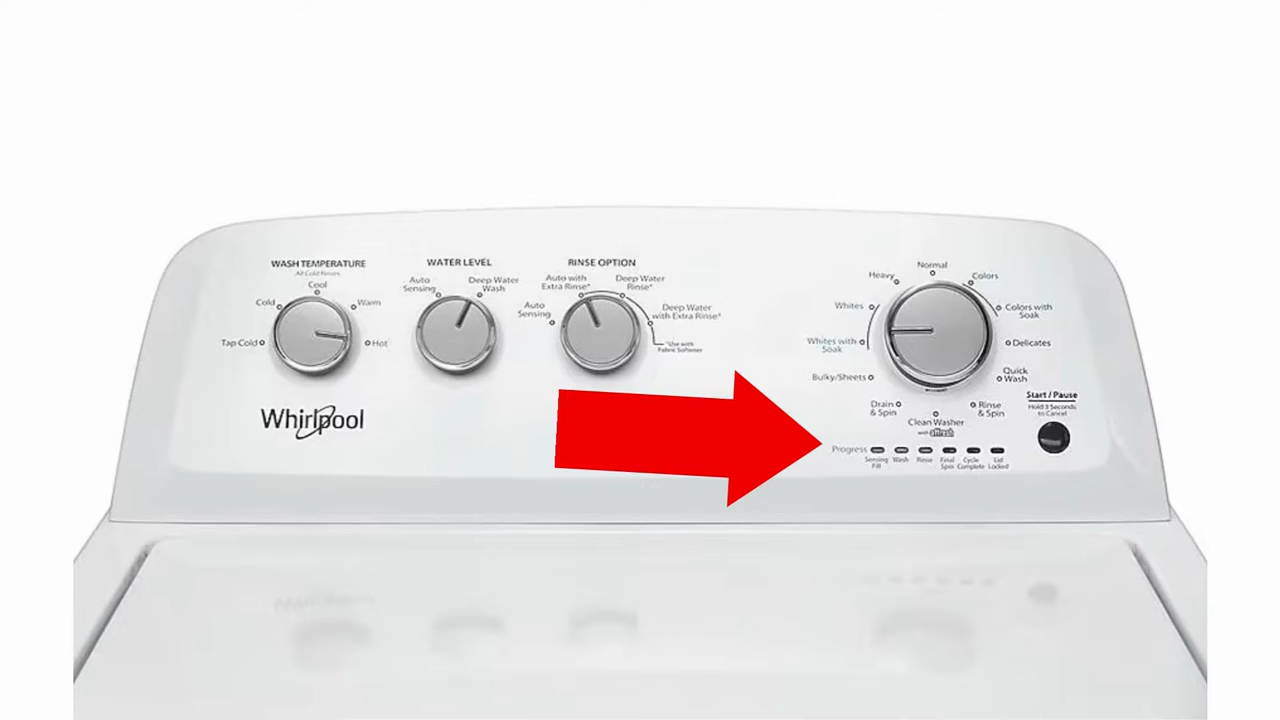 WASH TEMPERATURE
All Cold Rinses
Cool
Cold
Warm
Tap Cold
Hot
WATER LEVEL
Auto
Sensing
Deep Water
Wash
RINSE OPTION
Auto with
Extra Rinse*
Deep Water
Rinse*
Auto
Sensing
Deep Water
with Extra Rinse*
*Use with
Fabric Softener
Normal
Heavy
Colors
Whites
Colors with
Soak
Whites with
Soak
Delicates
Bulky/Sheets
Quick
Wash
Drain
& Spin
Rinse
& Spin
Clean Washer
with affresh
Start / Pause
Hold 3 Seconds
to Cancel
Whirlpool
Progress
Sensing
Fill
Wash
Rinse
Final
Spin
Cycle
Complete
Lid
Locked